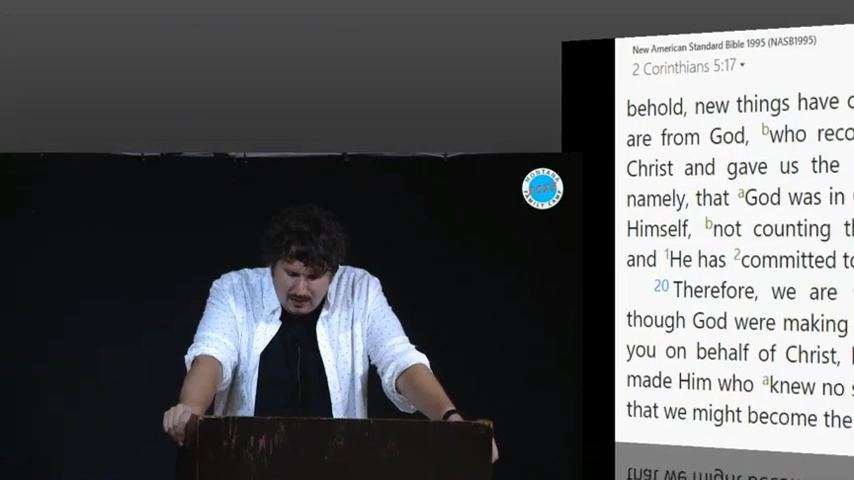 New American Standard Bible 1995 (NASB1995)
2 Corinthians 5:17
behold, new things have
are from God, bwho
Christ and gave us the
namely, that aGod was in
Himself, bnot counting
and 1He has 2committed
20 Therefore, we are
though God were making
you on behalf of Christ,
made Him who aknew no
that we might become the
MONTANA
FAMILY CAMP